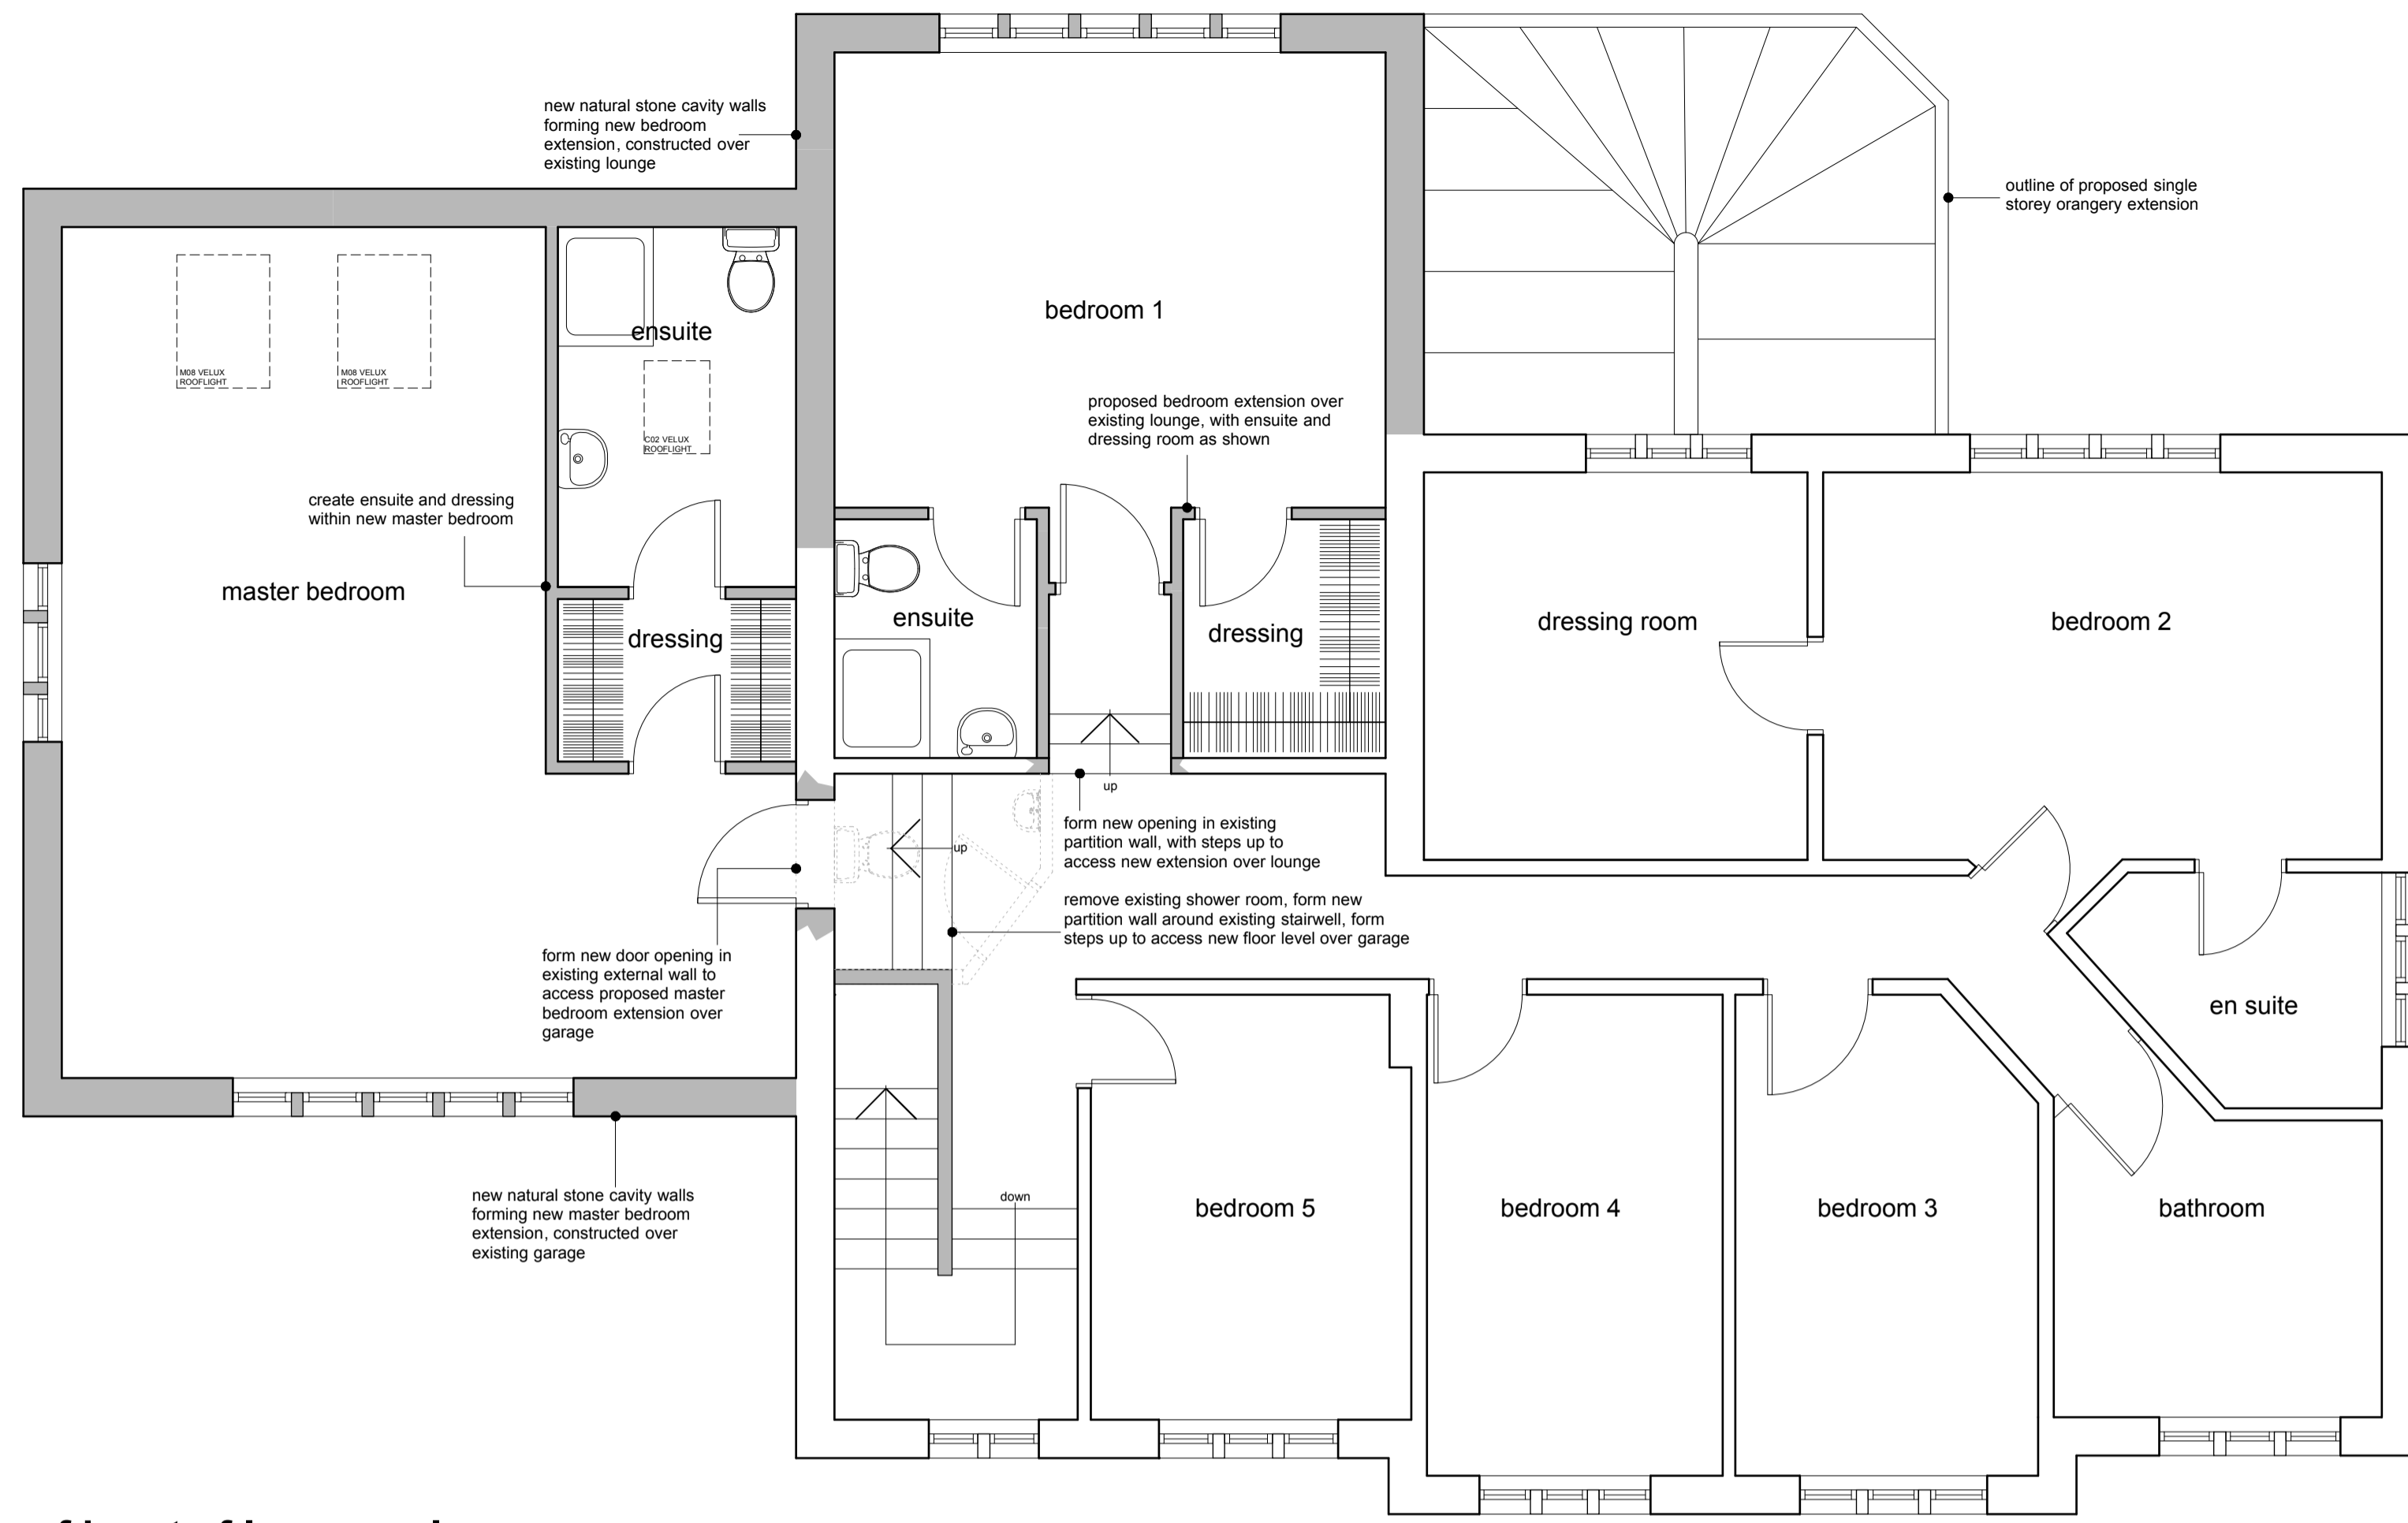 new natural stone cavity walls
forming new bedroom
extension, constructed over
existing lounge
outline of proposed single
storey orangery extension
bedroom 1
ensuite
M08 VELUX
ROOFLIGHT
M08 VELUX
ROOFLIGHT
C02 VELUX
ROOFLIGHT
proposed bedroom extension over
existing lounge, with ensuite and
dressing room as shown
create ensuite and dressing
within new master bedroom
master bedroom
dressing
ensuite
dressing
dressing room
bedroom 2
up
up
form new opening in existing
partition wall, with steps up to
access new extension over lounge
remove existing shower room, form new
partition wall around existing stairwell, form
steps up to access new floor level over garage
form new door opening in
existing external wall to
access proposed master
bedroom extension over
garage
en suite
new natural stone cavity walls
forming new master bedroom
extension, constructed over
existing garage
down
bedroom 5
bedroom 4
bedroom 3
bathroom